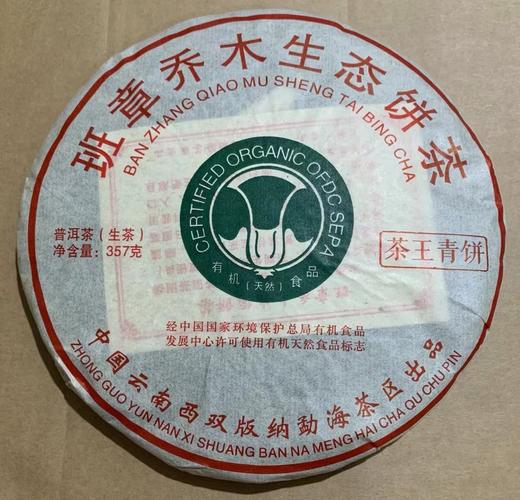 班章乔木生态饼茶
BAN ZHANG QIAO MU SHENG TAI BING CHA
CERTIFIED ORGANIC OFDC.SEPA
有机(天然)食品
普洱茶(生茶)
净含量:357克
茶王青饼
经中国国家环境保护总局有机食品
发展中心许可使用有机天然食品标志
中国云南西双版纳勐海茶区出品
ZHONG GUO YUN NAN XI SHUANG BAN NA MENG HAI CHA QU CHU PIN